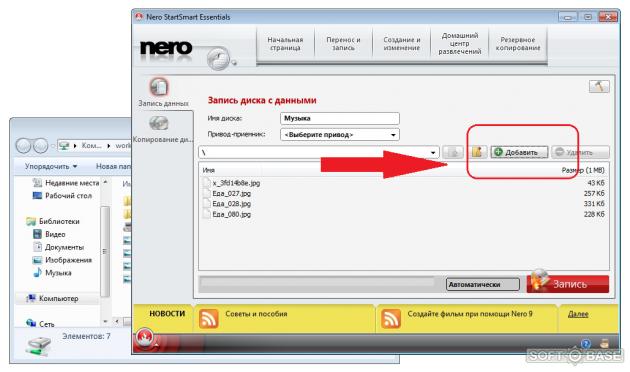 Nero StartSmart Essentials
nero
Начальная страница
Перенос и запись
Создание и изменение
Домашний центр развлечений
Резервное копирование
Запись данных
Копирование ди...
Запись диска с данными
Имя диска:
Музыка
Привод-приемник:
<Выберите привод>
\
Добавить
Удалить
Имя
Размер (1 MB)
x_3fd14b8e.jpg
43 Кб
Еда_027.jpg
257 Кб
Еда_028.jpg
331 Кб
Еда_080.jpg
228 Кб
Автоматически
Запись
НОВОСТИ
Советы и пособия
Создайте фильм при помощи Nero 9
Далее
Ком...
work
Упорядочить
Новая пап
Недавние места
Рабочий стол
Библиотеки
Видео
Документы
Изображения
Музыка
Компьютер
Сеть
Элементов: 7
SOFT BASE